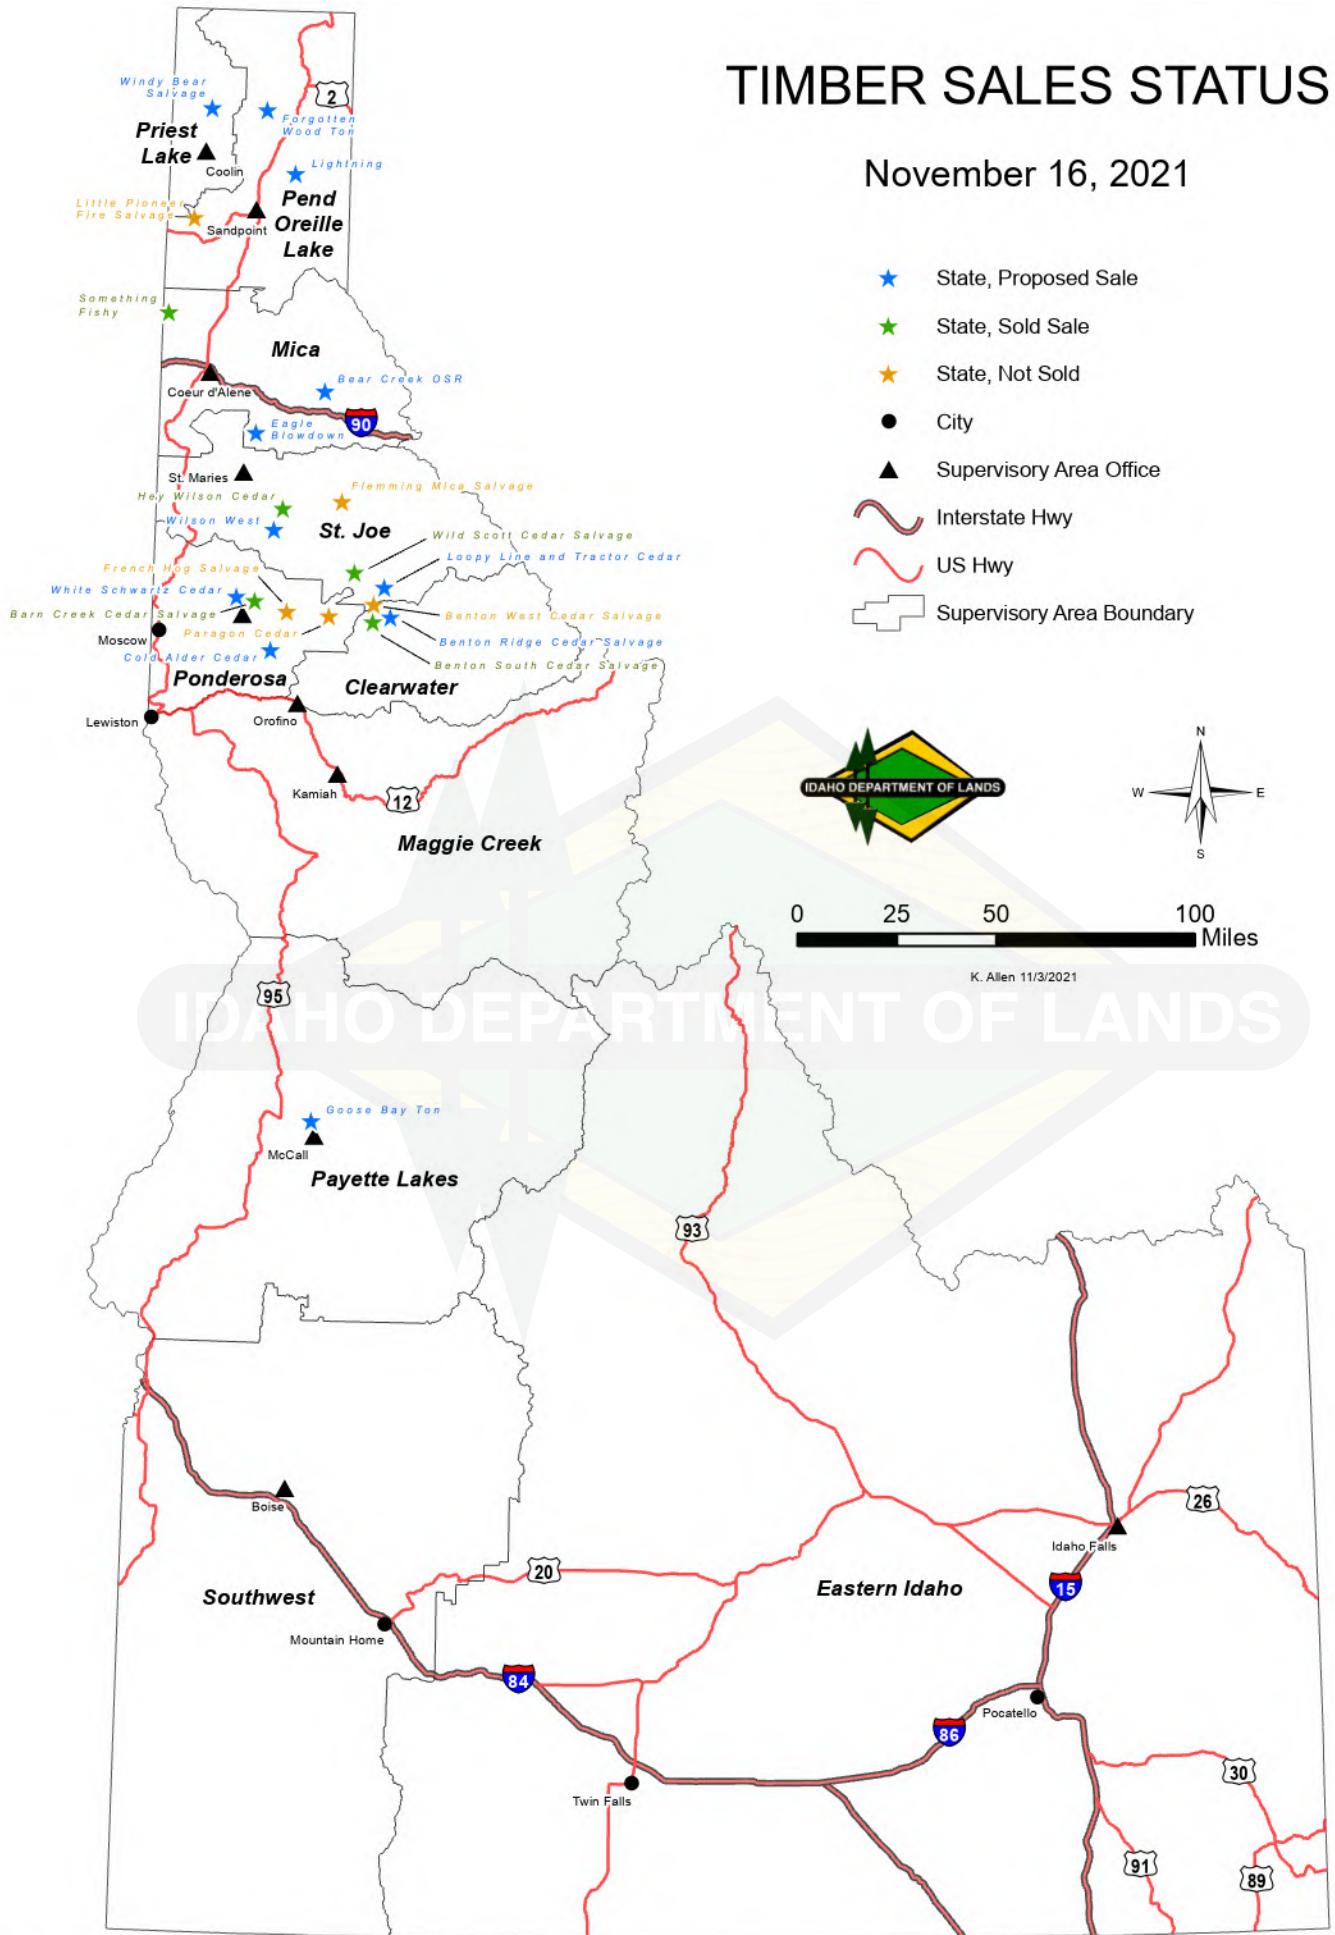 TIMBER SALES STATUS
November 16, 2021
State, Proposed Sale
State, Sold Sale
State, Not Sold
City
Supervisory Area Office
Interstate Hwy
US Hwy
Supervisory Area Boundary
IDAHO DEPARTMENT OF LANDS
N
W
E
S
0 25 50 100
Miles
K. Allen 11/3/2021
IDAHO DEPARTMENT OF LANDS
Windy Bear
Salvage
2
Forgotten
Wood Ton
Priest
Lake
Coolin
Lightning
Pend
Oreille
Lake
Little Pioneer
Fire Salvage
Sandpoint
Something
Fishy
Mica
Bear Creek OSR
Coeur d'Alene
90
Eagle
Blowdown
St. Maries
Flemming Mica Salvage
Hey Wilson Cedar
Wilson West
St. Joe
Wild Scott Cedar Salvage
Loopy Line and Tractor Cedar
French Hog Salvage
White Schwartz Cedar
Barn Creek Cedar Salvage
Benton West Cedar Salvage
Paragon Cedar
Moscow
Benton Ridge Cedar Salvage
Cold Alder Cedar
Benton South Cedar Salvage
Ponderosa
Clearwater
Lewiston
Orofino
Kamiah
12
Maggie Creek
95
Goose Bay Ton
McCall
Payette Lakes
93
Boise
26
Idaho Falls
20
15
Southwest
Eastern Idaho
Mountain Home
84
Pocatello
86
30
Twin Falls
91
89